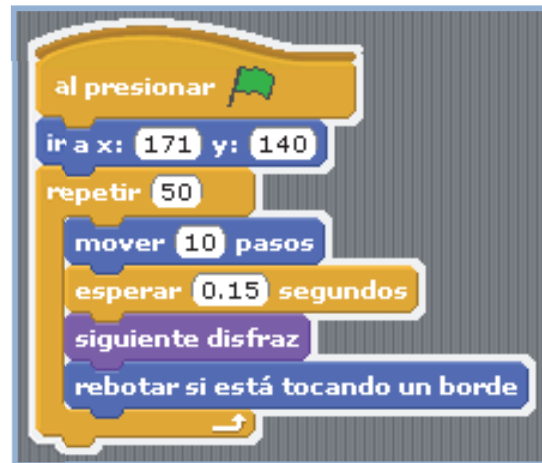 al presionar
ir a x: 171 y: 140
repetir 50
mover 10 pasos
esperar 0.15 segundos
siguiente disfraz
rebotar si está tocando un borde